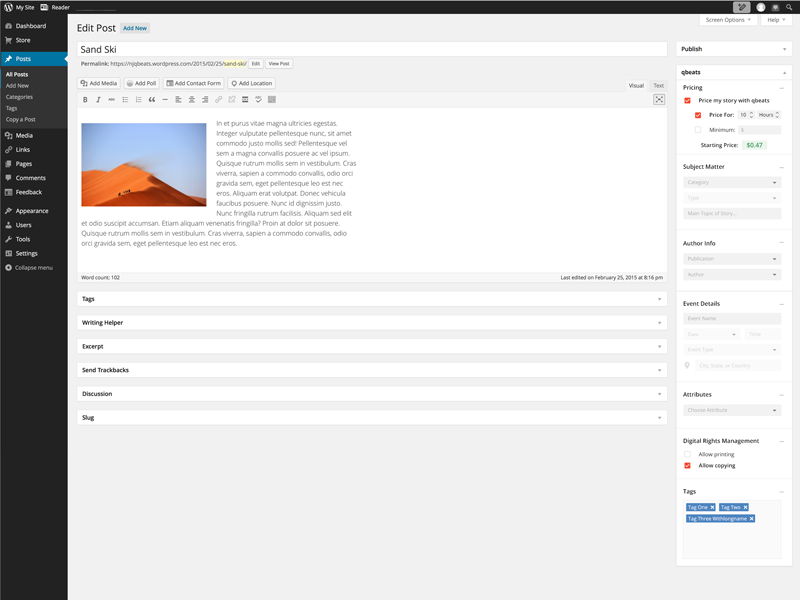 My Site Reader
Dashboard
Store
Posts
All Posts
Add New
Categories
Tags
Copy a Post
Media
Links
Pages
Comments
Feedback
Appearance
Users
Tools
Settings
Collapse menu
Screen Options Help
Edit Post Add New
Sand Ski
Permalink: https://njqbeats.wordpress.com/2015/02/25/sand-ski/ Edit View Post
Add Media Add Poll Add Contact Form Add Location
Visual Text
B I ABC
In et purus vitae magna ultricies egestas.
Integer vulputate pellentesque nunc, sit amet
commodo justo mollis sed! Pellentesque vel
sem a magna convallis posuere ac vel ipsum.
Quisque rutrum mollis sem in vestibulum. Cras
viverra, sapien a commodo convallis, odio orci
gravida sem, eget pellentesque leo est nec
eros. Aliquam erat volutpat. Donec vehicula
faucibus posuere. Nunc id dignissim justo.
Nunc fringilla rutrum facilisis. Aliquam sed elit
et odio suscipit accumsan. Etiam aliquam venenatis fringilla? Proin at dolor sit posuere.
Quisque rutrum mollis sem in vestibulum. Cras viverra, sapien a commodo convallis, odio
orci gravida sem, eget pellentesque leo est nec eros.
Word count: 102 Last edited on February 25, 2015 at 8:16 pm
Tags
Writing Helper
Excerpt
Send Trackbacks
Discussion
Slug
Publish
qbeats
Pricing
Price my story with qbeats
Price For: 10 Hours
Minimum:
Starting Price: $0.47
Subject Matter
Category
Type
Main Topic of Story...
Author Info
Publication
Author
Event Details
Event Name
Date Time
Event Type
City, State, or Country
Attributes
Choose Attribute
Digital Rights Management
Allow printing
Allow copying
Tags
Tag One x Tag Two x
Tag Three Withlongname x